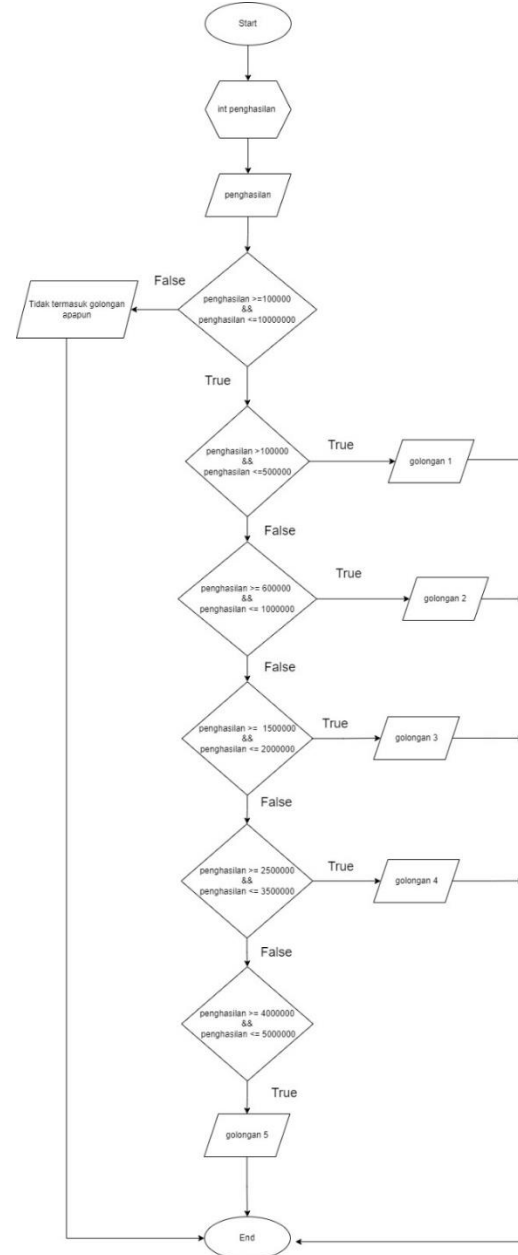 Start
int penghasilan
penghasilan
False
Tidak termasuk golongan
apapun
penghasilan >=100000
&&
penghasilan <=10000000
True
penghasilan >100000
&&
penghasilan <=500000
True
golongan 1
False
penghasilan >= 600000
&&
penghasilan <= 1000000
True
golongan 2
False
penghasilan >= 1500000
&&
penghasilan <= 2000000
True
golongan 3
False
penghasilan >= 2500000
&&
penghasilan <= 3500000
True
golongan 4
False
penghasilan >= 4000000
&&
penghasilan <= 5000000
True
golongan 5
End